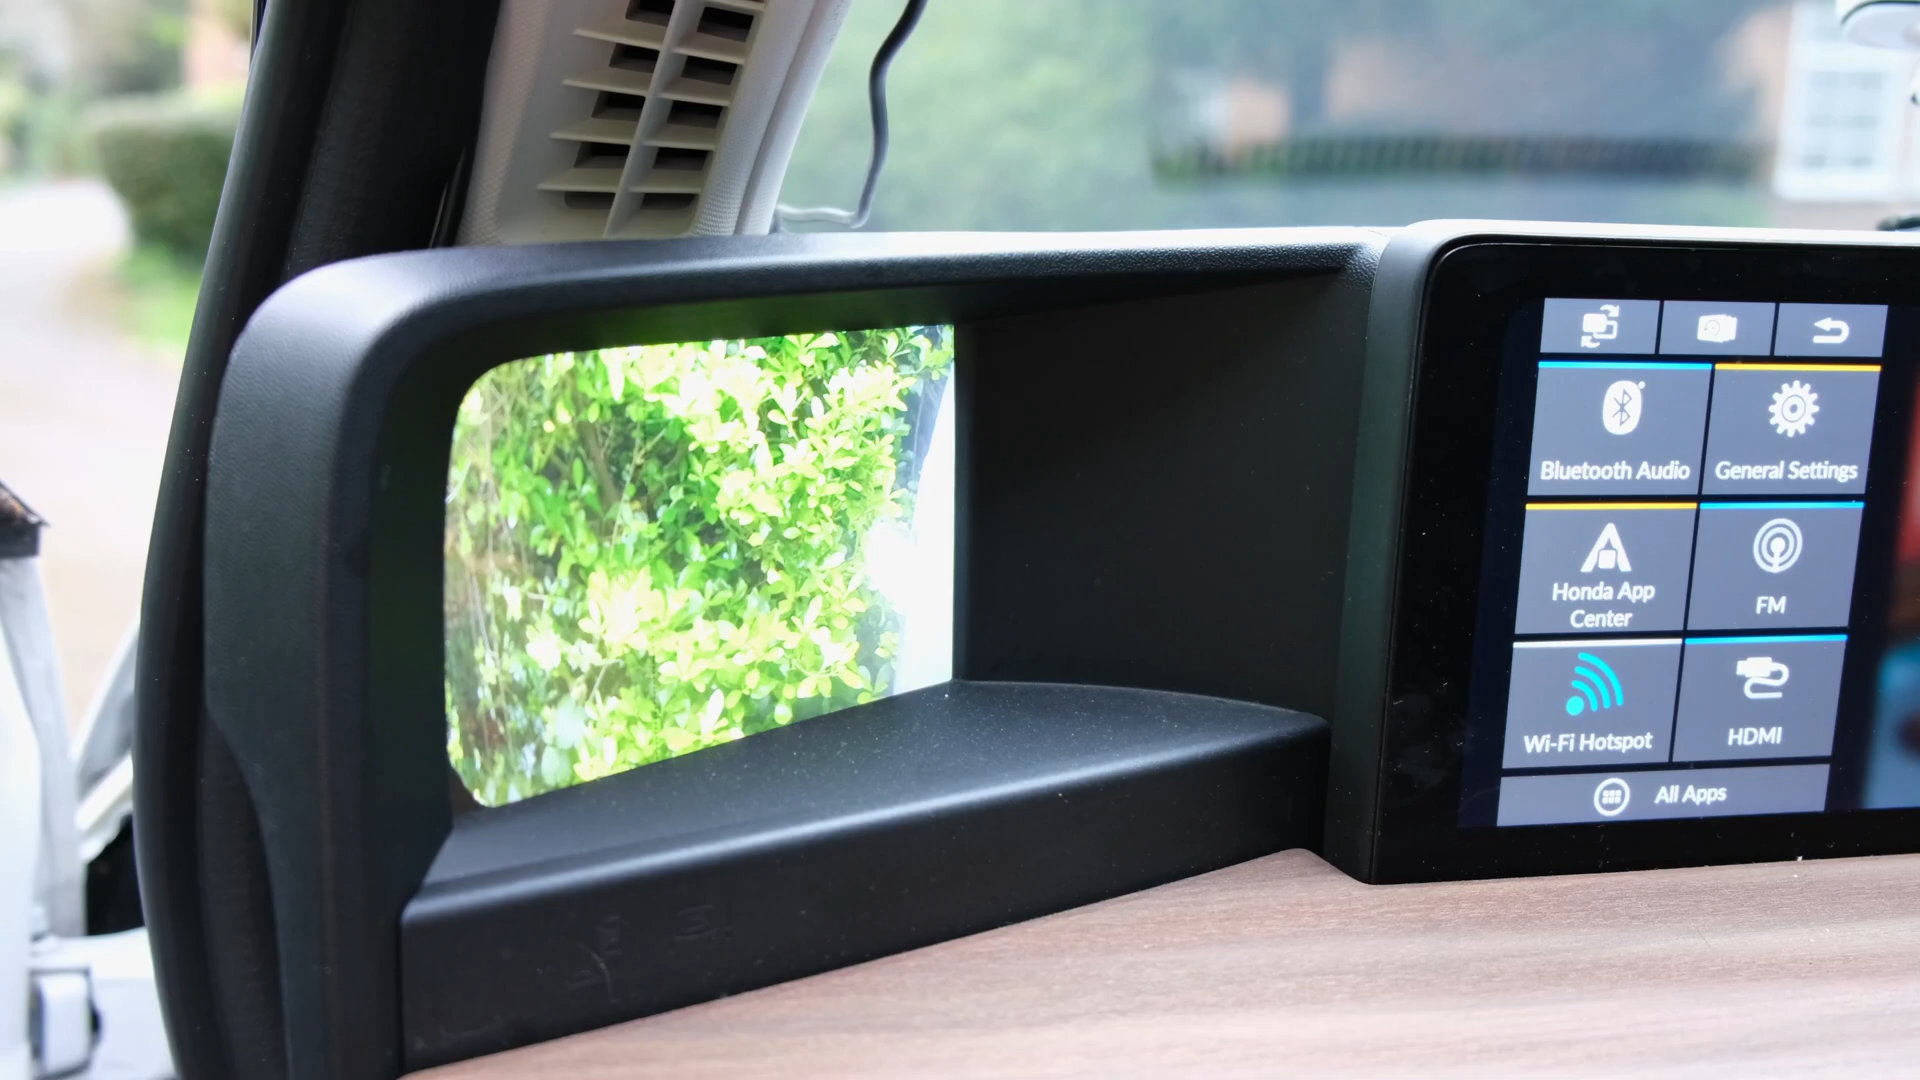 Bluetooth Audio
General Settings
Honda App
Center
FM
Wi-Fi Hotspot
HDMI
All Apps